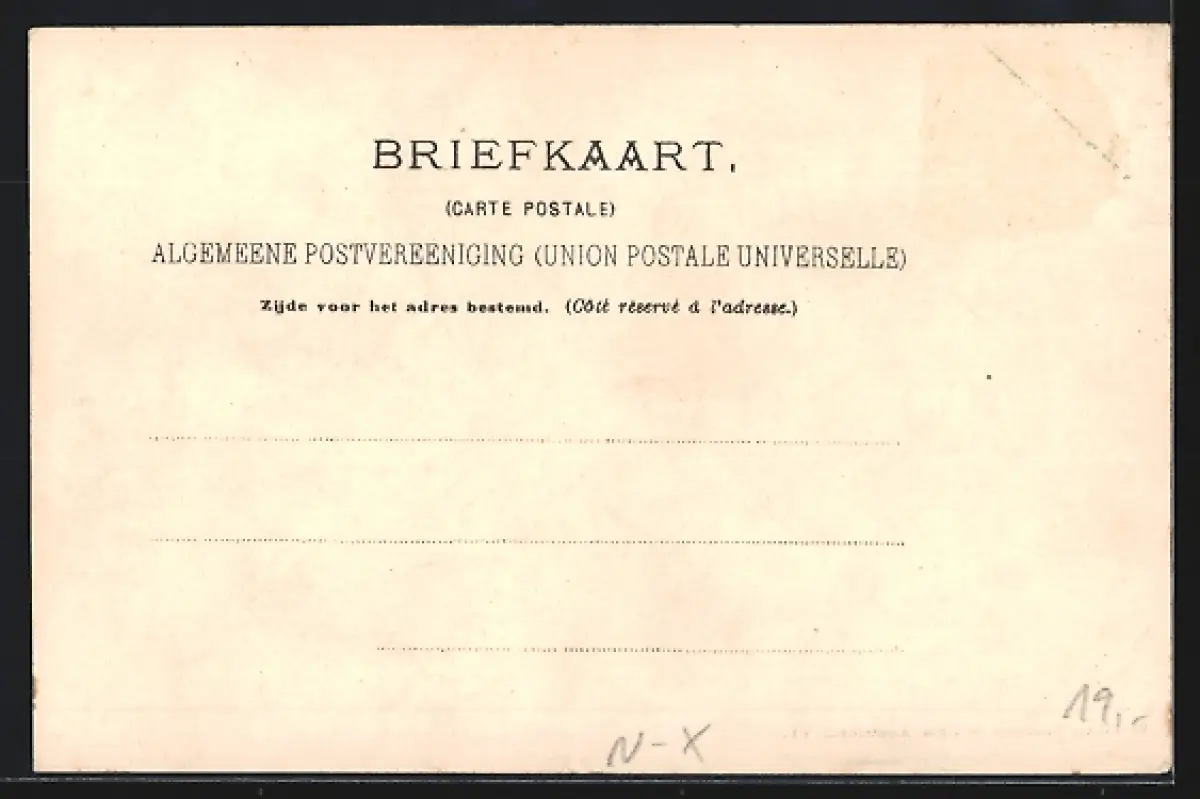 BRIEFKAART.
(CARTE POSTALE)
ALGEMEENE POSTVEREENIGING (UNION POSTALE UNIVERSELLE)
Zijde voor het adres bestemd. (Côté réservé à l'adresse.)
19,-
N-X